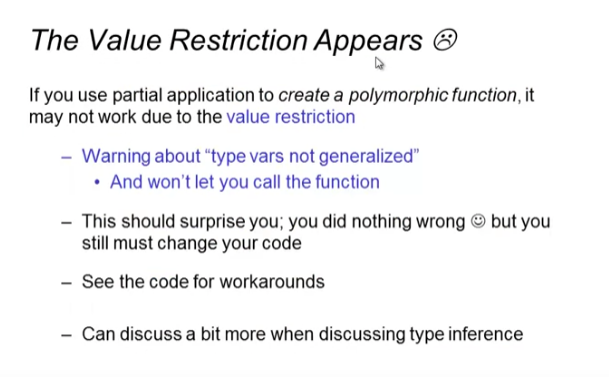 The Value Restriction Appears ☹
If you use partial application to create a polymorphic function, it
may not work due to the value restriction
– Warning about “type vars not generalized”
• And won’t let you call the function
– This should surprise you; you did nothing wrong ☺ but you
still must change your code
– See the code for workarounds
– Can discuss a bit more when discussing type inference